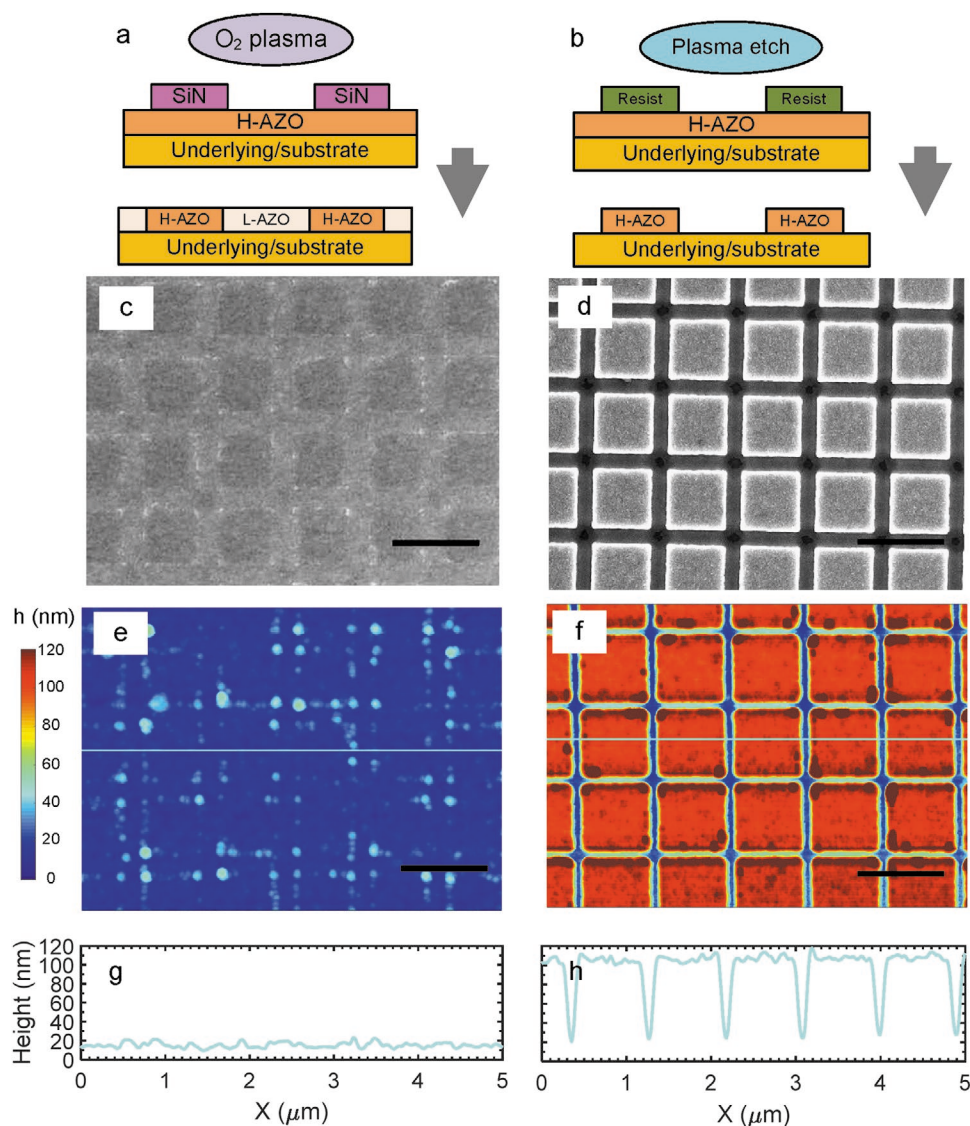 a
O2 plasma
SiN SiN
H-AZO
Underlying/substrate
H-AZO L-AZO H-AZO
Underlying/substrate
b
Plasma etch
Resist Resist
H-AZO
Underlying/substrate
H-AZO H-AZO
Underlying/substrate
c
d
h (nm)
120
100
80
60
40
20
0
e
f
Height (nm)
120
100
80
60
40
20
0
g
0 1 2 3 4 5
X (μm)
h
0 1 2 3 4 5
X (μm)